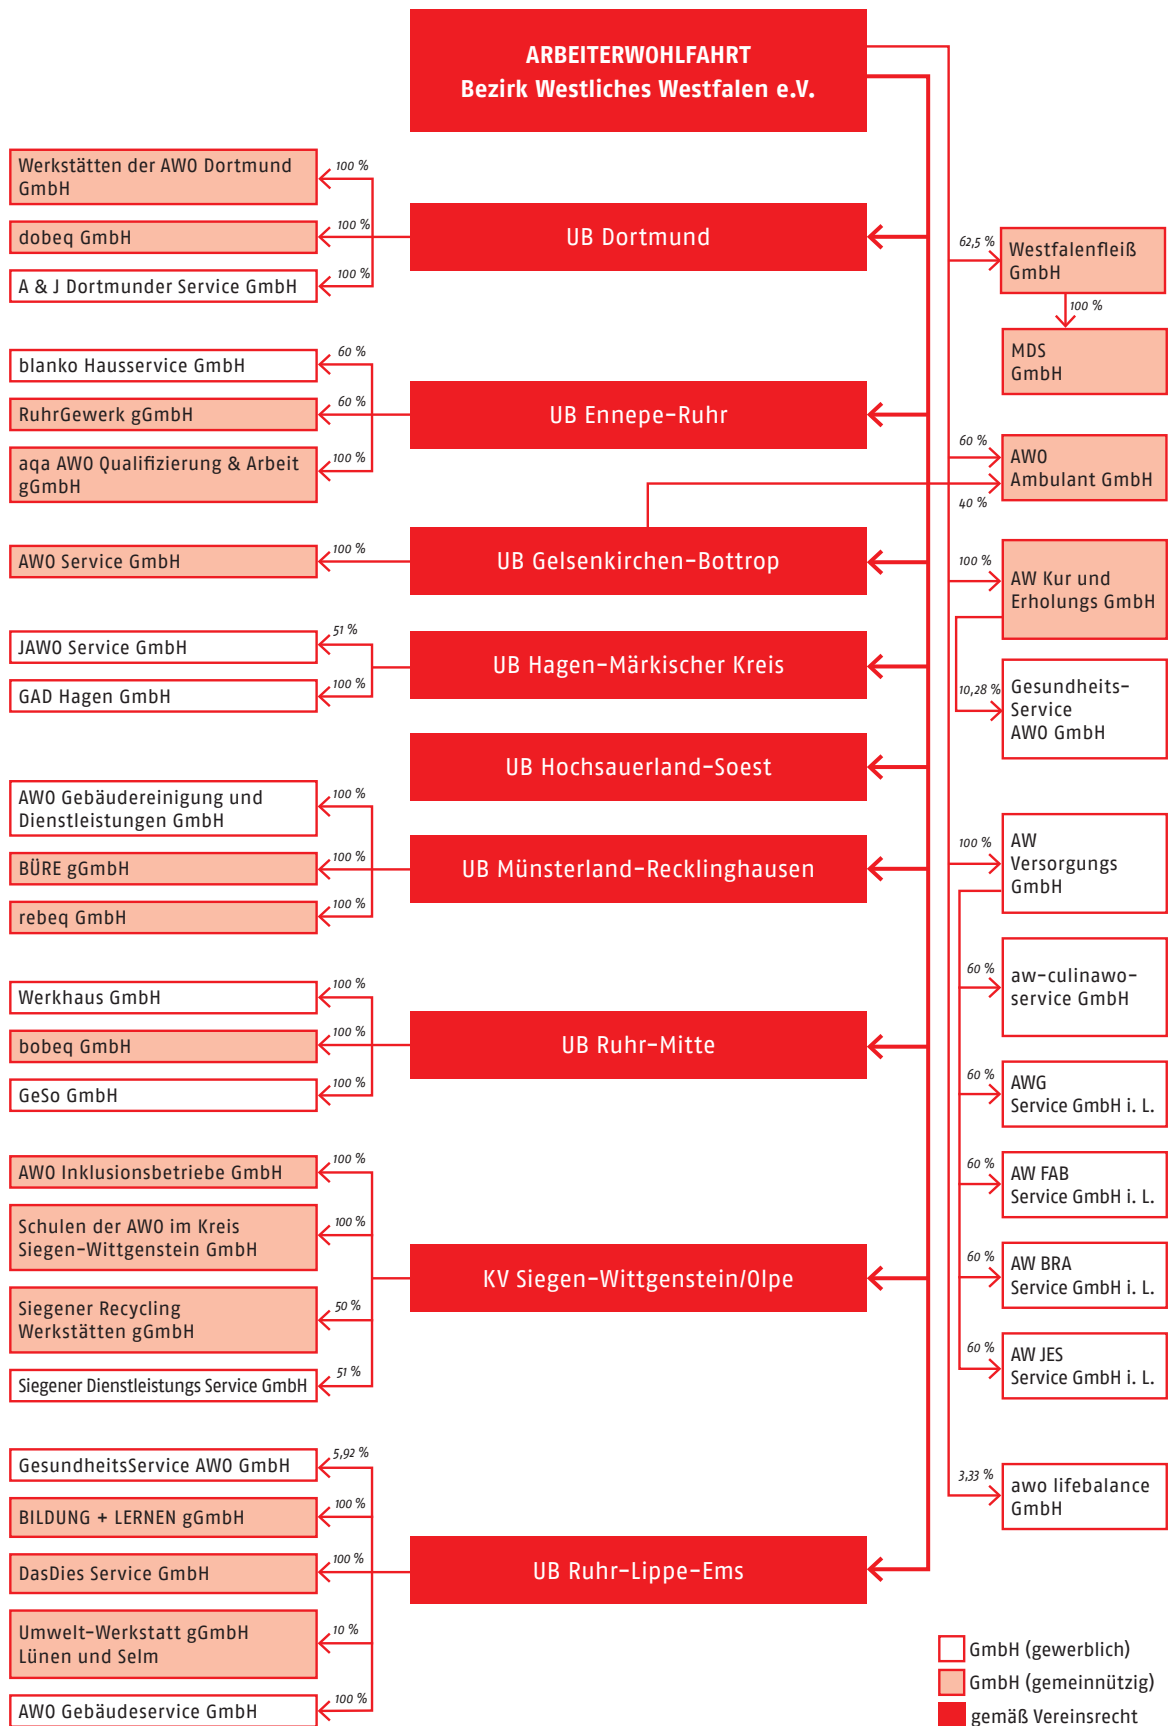 ARBEITERWOHLFAHRT
Bezirk Westliches Westfalen e.V.
Werkstätten der AWO Dortmund
GmbH
100 %
dobeq GmbH
100 %
A & J Dortmunder Service GmbH
100 %
UB Dortmund
blanko Hausservice GmbH
60 %
RuhrGewerk gGmbH
60 %
aqa AWO Qualifizierung & Arbeit
gGmbH
100 %
UB Ennepe-Ruhr
AWO Service GmbH
100 %
UB Gelsenkirchen-Bottrop
JAWO Service GmbH
51 %
GAD Hagen GmbH
100 %
UB Hagen-Märkischer Kreis
UB Hochsauerland-Soest
AWO Gebäudereinigung und
Dienstleistungen GmbH
100 %
BÜRE gGmbH
100 %
rebeq GmbH
100 %
UB Münsterland-Recklinghausen
Werkhaus GmbH
100 %
bobeq GmbH
100 %
GeSo GmbH
100 %
UB Ruhr-Mitte
AWO Inklusionsbetriebe GmbH
100 %
Schulen der AWO im Kreis
Siegen-Wittgenstein GmbH
100 %
Siegener Recycling
Werkstätten gGmbH
50 %
Siegener Dienstleistungs Service GmbH
51 %
KV Siegen-Wittgenstein/Olpe
GesundheitsService AWO GmbH
5,92 %
BILDUNG + LERNEN gGmbH
100 %
DasDies Service GmbH
100 %
Umwelt-Werkstatt gGmbH
Lünen und Selm
10 %
AWO Gebäudeservice GmbH
100 %
UB Ruhr-Lippe-Ems
62,5 %
Westfalenfleiß
GmbH
100 %
MDS
GmbH
60 %
AWO
Ambulant GmbH
40 %
100 %
AW Kur und
Erholungs GmbH
10,28 %
Gesundheits-
Service
AWO GmbH
100 %
AW
Versorgungs
GmbH
60 %
aw-culinawo-
service GmbH
60 %
AWG
Service GmbH i. L.
60 %
AW FAB
Service GmbH i. L.
60 %
AW BRA
Service GmbH i. L.
60 %
AW JES
Service GmbH i. L.
3,33 %
awo lifebalance
GmbH
GmbH (gewerblich)
GmbH (gemeinnützig)
gemäß Vereinsrecht